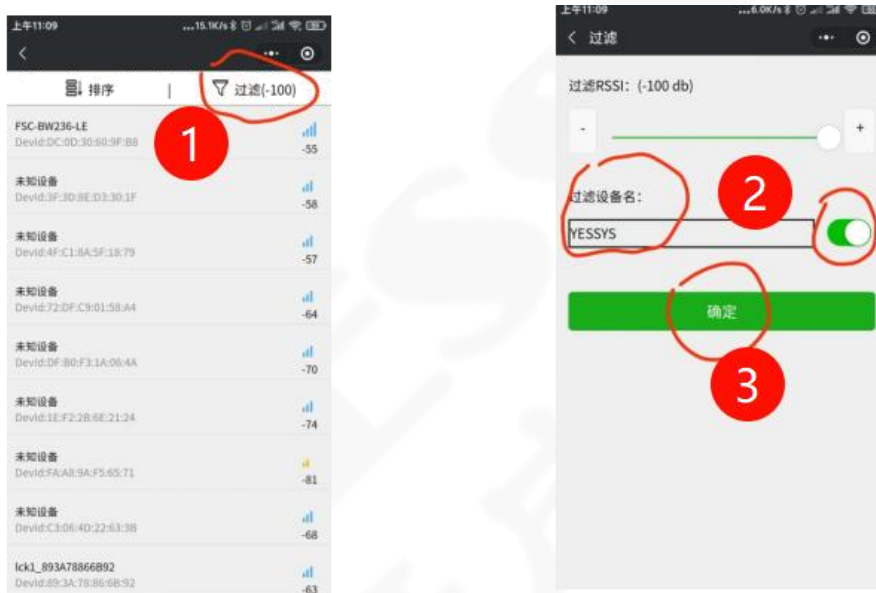 上午11:09
...15.1K/s
排序
|
过滤(-100)
1
FSC-BW236-LE
DevId:DC:0D:30:60:9F:B8
-55
未知设备
DevId:3F:3D:8E:D3:30:1F
-58
未知设备
DevId:4F:C1:8A:5F:18:79
-57
未知设备
DevId:72:DF:C9:01:58:A4
-64
未知设备
DevId:DF:B0:F3:1A:06:4A
-70
未知设备
DevId:1E:F2:2B:6E:21:24
-74
未知设备
DevId:FA:A8:9A:F5:65:71
-81
未知设备
DevId:C3:06:4D:22:63:3B
-68
lck1_893A78866B92
DevId:89:3A:78:86:6B:92
-63
上午11:09
...6.0K/s
过滤
过滤RSSI：(-100 db)
-
+
2
过滤设备名：
YESSYS
确定
3